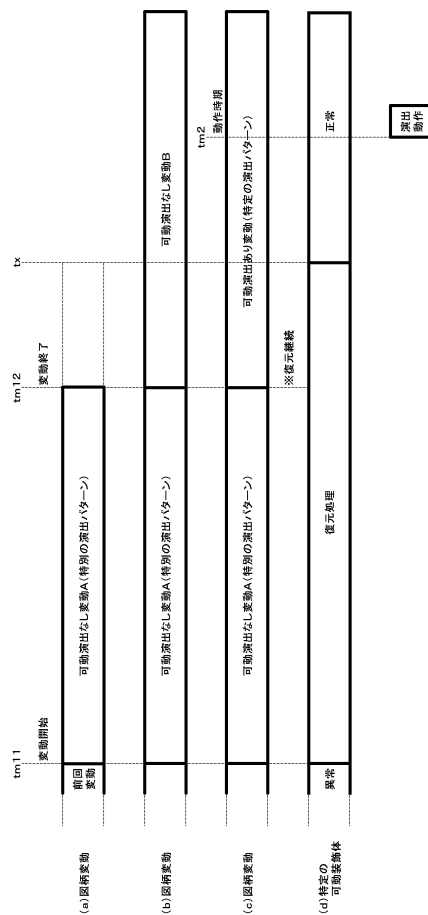 tm11
変動開始
tm12
変動終了
tx
tm2
動作時期
(a)図柄変動
前回
変動
可動演出なし変動A(特別の演出パターン)
(b)図柄変動
可動演出なし変動A(特別の演出パターン)
可動演出なし変動B
(c)図柄変動
可動演出なし変動A(特別の演出パターン)
可動演出あり変動(特定の演出パターン)
※復元継続
(d)特定の
可動装飾体
異常
復元処理
正常
演出
動作